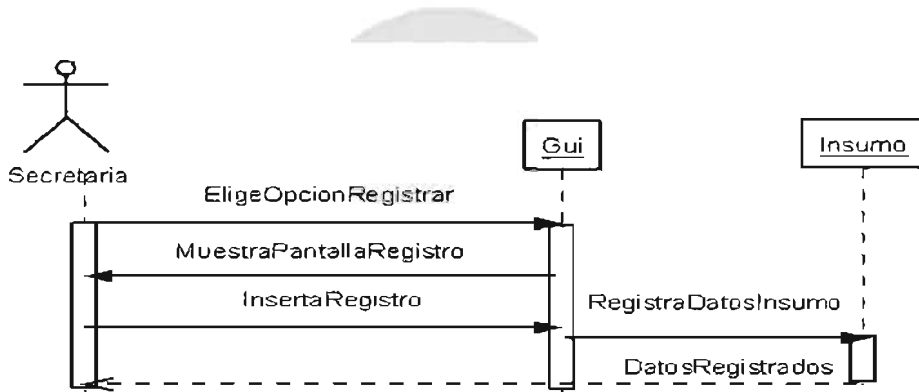 Gui
Insumo
Secretaria
EligeOpcionRegistrar
MuestraPantallaRegistro
InsertaRegistro
RegistraDatosInsumo
DatosRegistrados